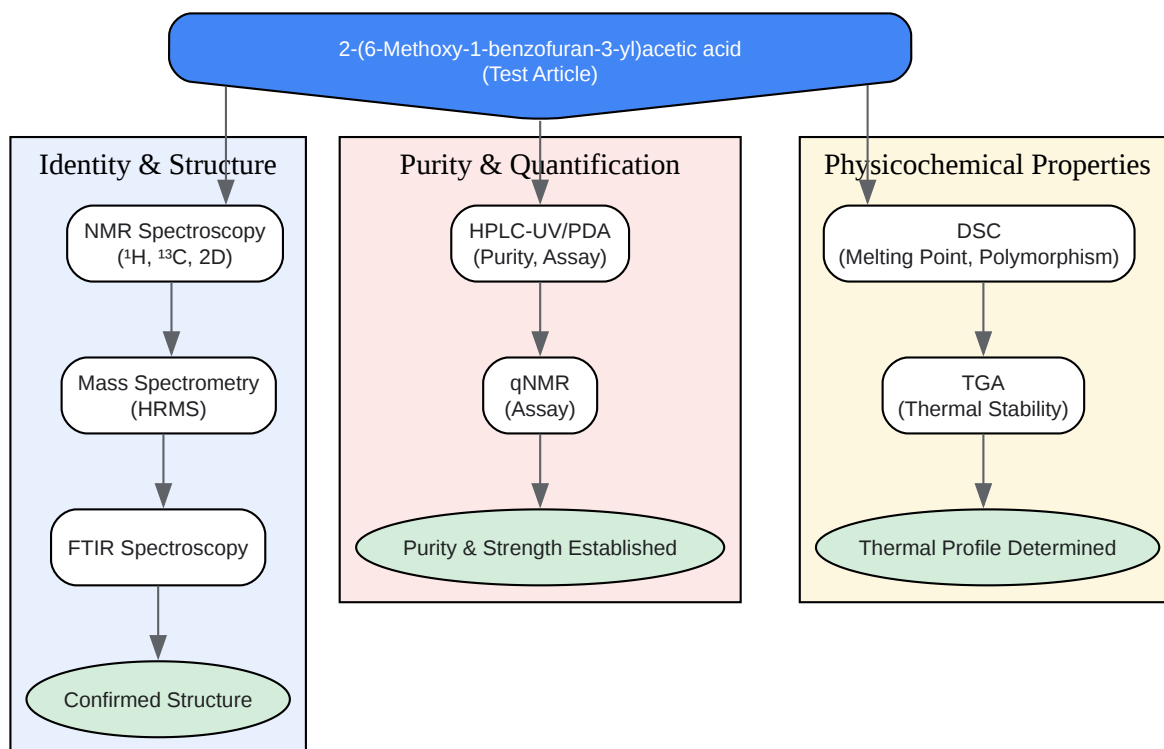 2-(6-Methoxy-1-benzofuran-3-yl)acetic acid
(Test Article)
Identity & Structure
NMR Spectroscopy
(¹H, ¹³C, 2D)
Mass Spectrometry
(HRMS)
FTIR Spectroscopy
Confirmed Structure
Purity & Quantification
HPLC-UV/PDA
(Purity, Assay)
qNMR
(Assay)
Purity & Strength Established
Physicochemical Properties
DSC
(Melting Point, Polymorphism)
TGA
(Thermal Stability)
Thermal Profile Determined